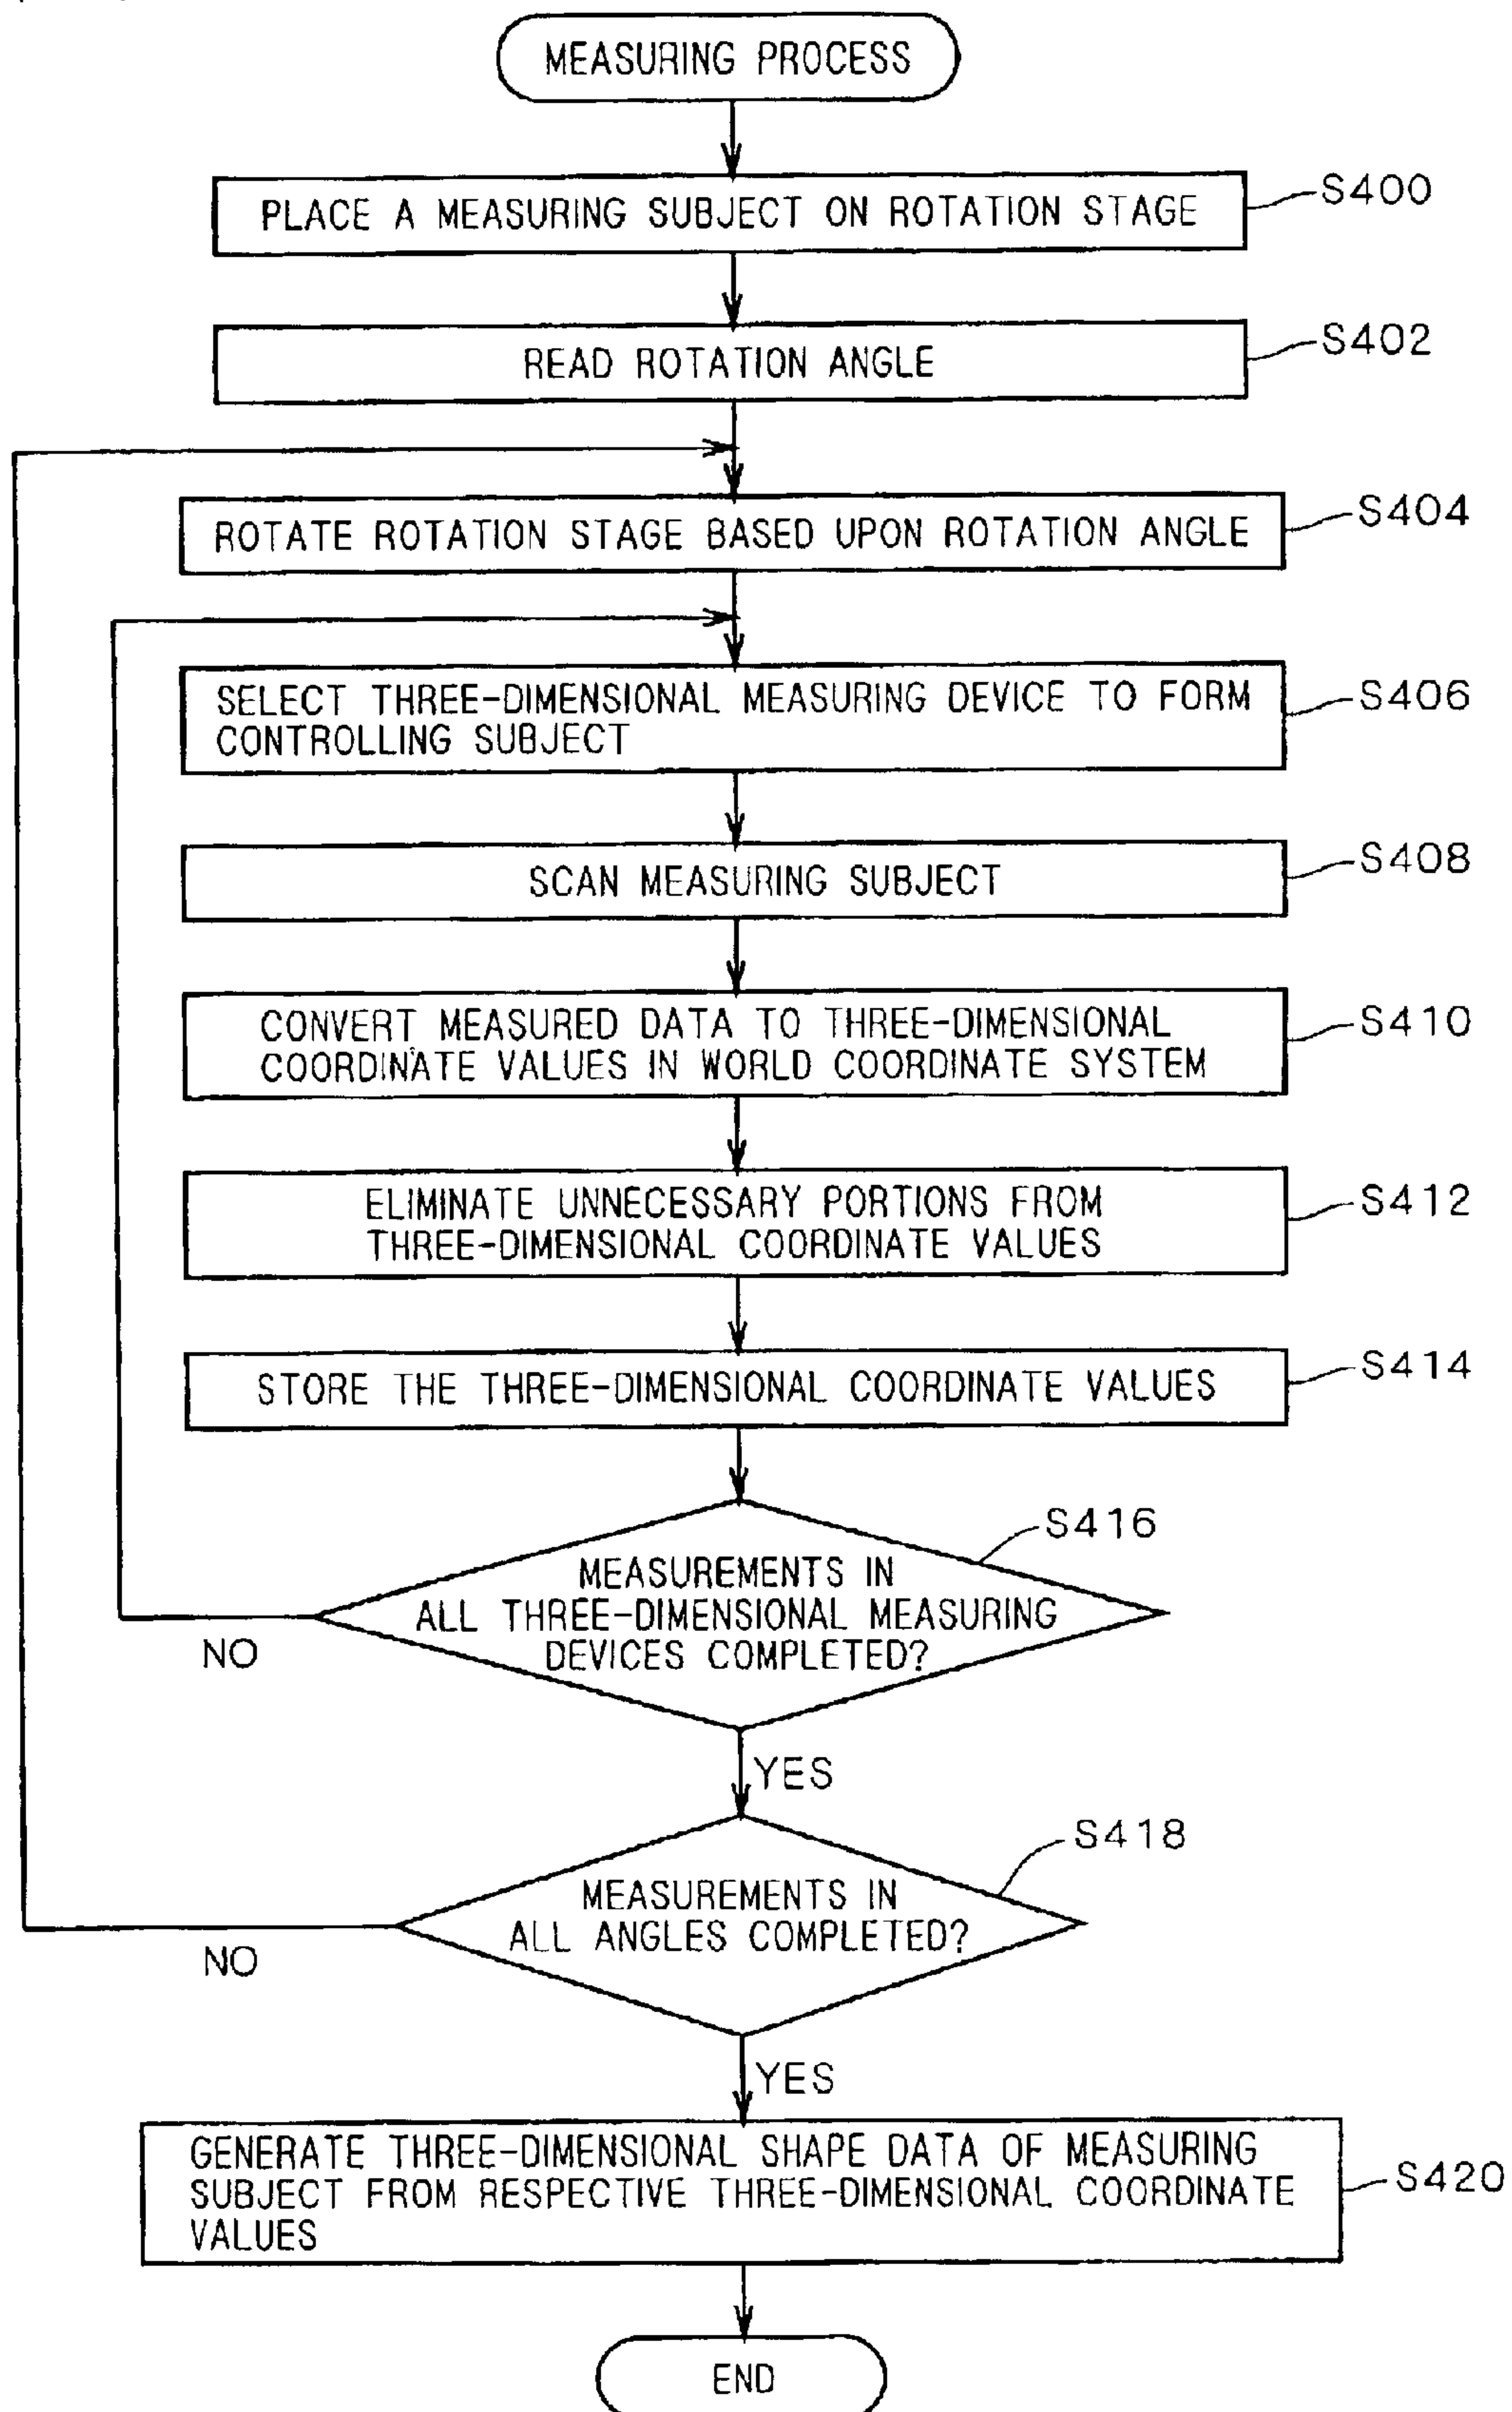 MEASURING PROCESS
PLACE A MEASURING SUBJECT ON ROTATION STAGE
S400
READ ROTATION ANGLE
S402
ROTATE ROTATION STAGE BASED UPON ROTATION ANGLE
S404
SELECT THREE-DIMENSIONAL MEASURING DEVICE TO FORM
CONTROLLING SUBJECT
S406
SCAN MEASURING SUBJECT
S408
CONVERT MEASURED DATA TO THREE-DIMENSIONAL
COORDINATE VALUES IN WORLD COORDINATE SYSTEM
S410
ELIMINATE UNNECESSARY PORTIONS FROM
THREE-DIMENSIONAL COORDINATE VALUES
S412
STORE THE THREE-DIMENSIONAL COORDINATE VALUES
S414
S416
MEASUREMENTS IN
ALL THREE-DIMENSIONAL MEASURING
DEVICES COMPLETED?
NO
YES
S418
MEASUREMENTS IN
ALL ANGLES COMPLETED?
NO
YES
GENERATE THREE-DIMENSIONAL SHAPE DATA OF MEASURING
SUBJECT FROM RESPECTIVE THREE-DIMENSIONAL COORDINATE
VALUES
S420
END